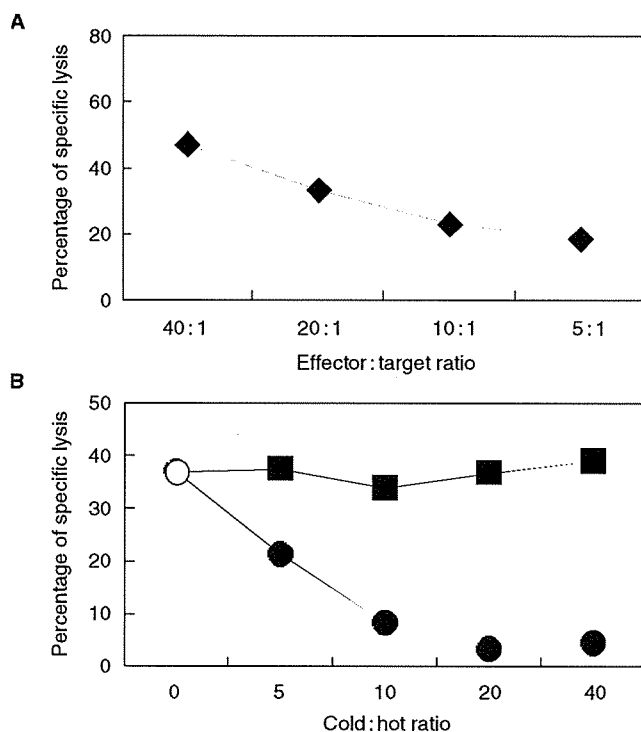 A
Percentage of specific lysis
80
60
40
20
0
40:1 20:1 10:1 5:1
Effector:target ratio
B
Percentage of specific lysis
50
40
30
20
10
0
0 5 10 20 40
Cold:hot ratio